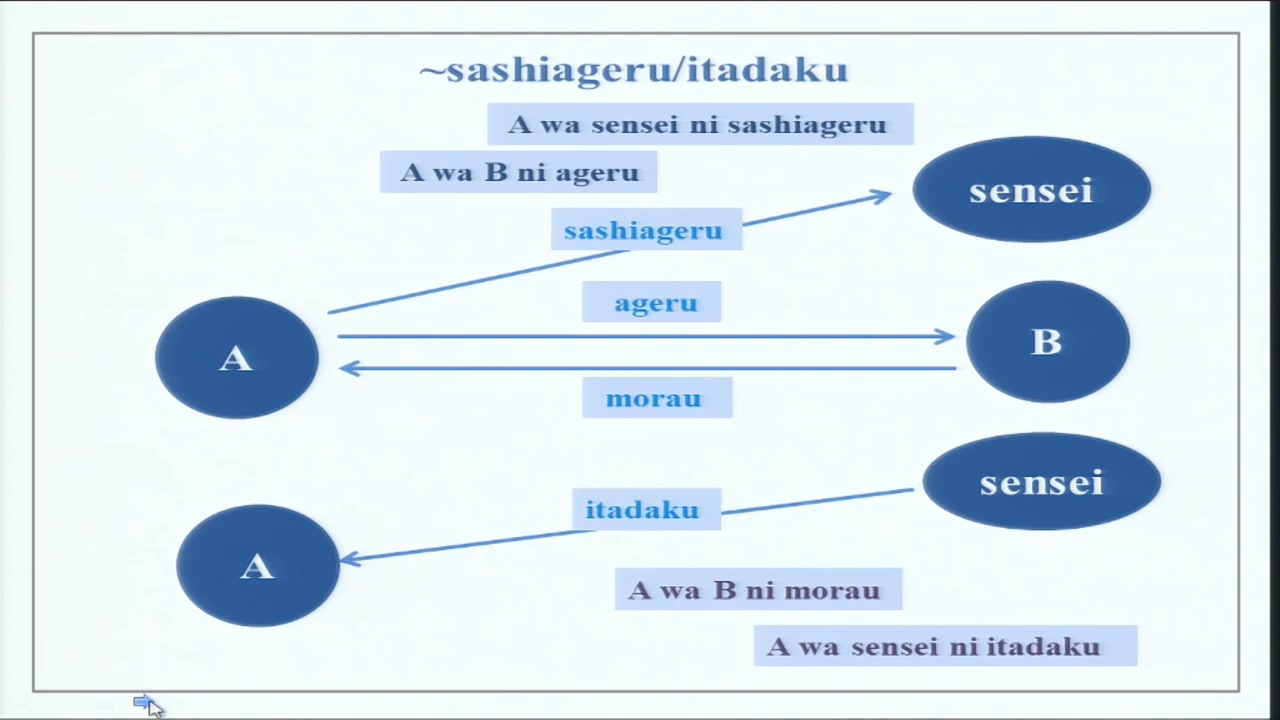 ~sashiageru/itadaku
A wa sensei ni sashiageru
A wa B ni ageru
sensei
sashiageru
ageru
A
B
morau
sensei
itadaku
A
A wa B ni morau
A wa sensei ni itadaku